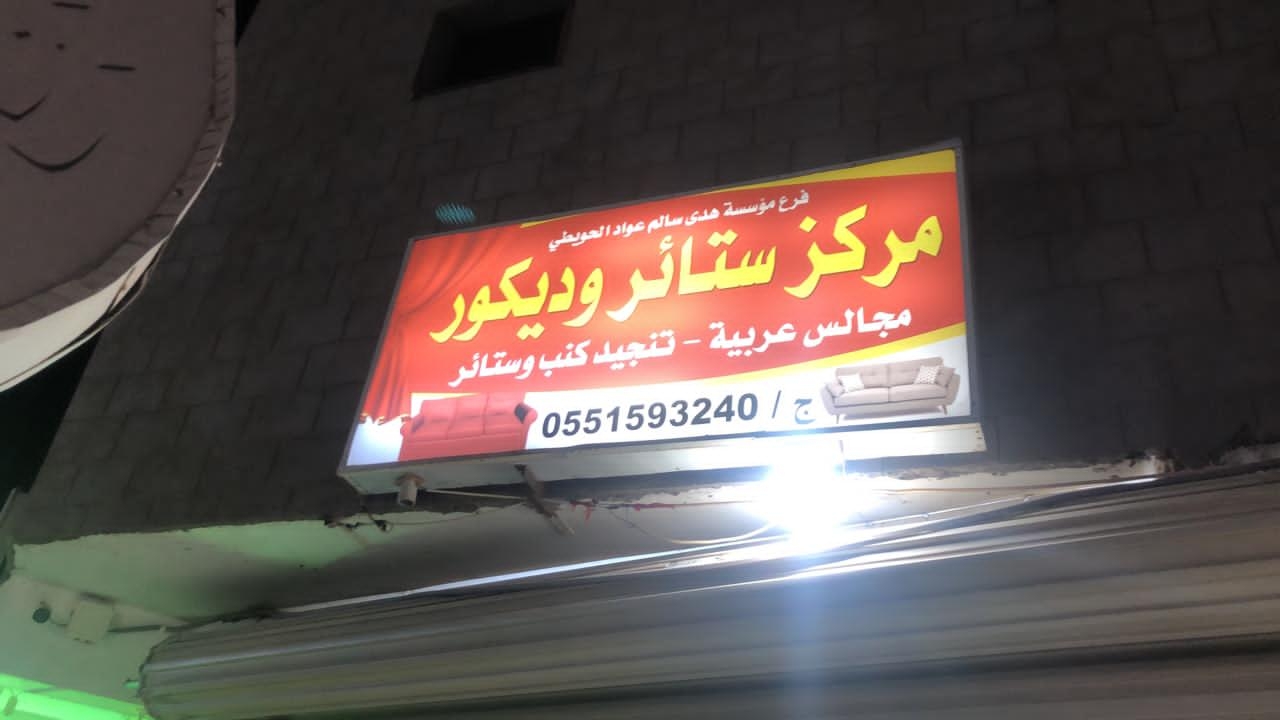 فرع مؤسسة هدى سالم عواد الحويطي
مركز ستائر وديكور
مجالس عربية - تنجيد كنب وستائر
ج / 0551593240